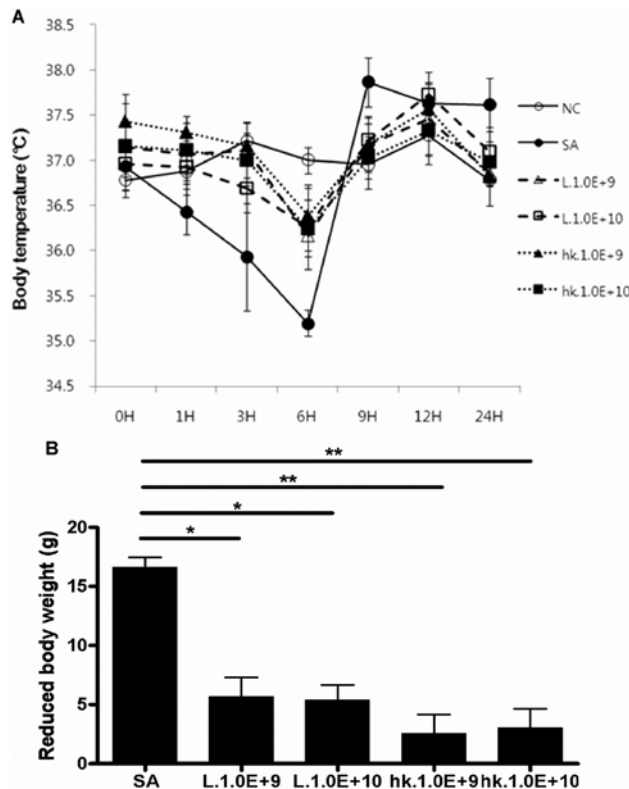 A
Body temperature (℃)
38.5
38.0
37.5
37.0
36.5
36.0
35.5
35.0
34.5
0H 1H 3H 6H 9H 12H 24H
NC
SA
L.1.0E+9
L.1.0E+10
hk.1.0E+9
hk.1.0E+10
B
**
**
*
*
Reduced body weight (g)
20
15
10
5
0
SA L.1.0E+9 L.1.0E+10 hk.1.0E+9 hk.1.0E+10